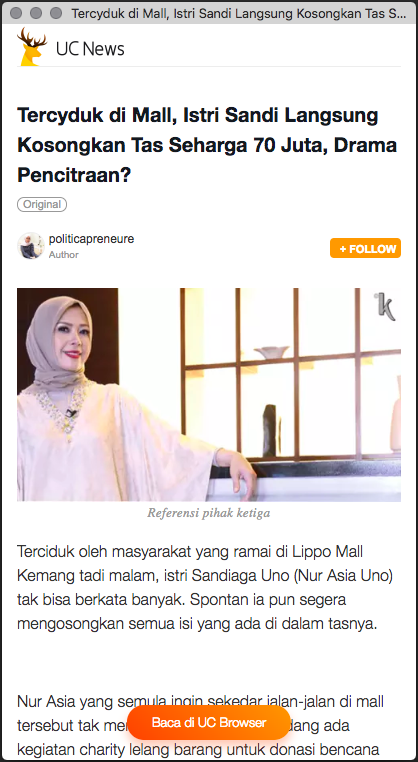 Tercyduk di Mall, Istri Sandi Langsung Kosongkan Tas S...
UC News
Tercyduk di Mall, Istri Sandi Langsung
Kosongkan Tas Seharga 70 Juta, Drama
Pencitraan?
Original
politicapreneure
Author
+ FOLLOW
k
Referensi pihak ketiga
Terciduk oleh masyarakat yang ramai di Lippo Mall
Kemang tadi malam, istri Sandiaga Uno (Nur Asia Uno)
tak bisa berkata banyak. Spontan ia pun segera
mengosongkan semua isi yang ada di dalam tasnya.
Nur Asia yang semula ingin sekedar jalan-jalan di mall
tersebut tak ada
Baca di UC Browser
kegiatan charity lelang barang untuk donasi bencana